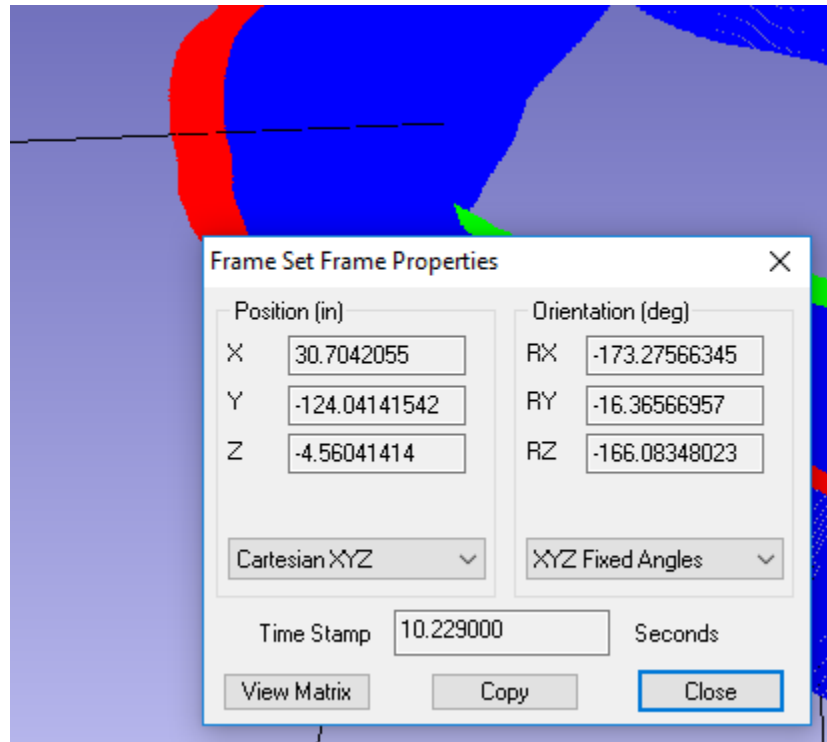 Frame Set Frame Properties
Position (in)
Orientation (deg)
X 30.7042055
RX -173.27566345
Y -124.04141542
RY -16.36566957
Z -4.56041414
RZ -166.08348023
Cartesian XYZ
XYZ Fixed Angles
Time Stamp 10.229000 Seconds
View Matrix
Copy
Close